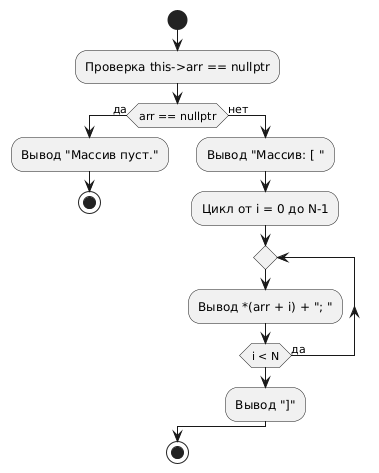 Проверка this->arr == nullptr
да
arr == nullptr
нет
Вывод "Массив пуст."
Вывод "Массив: [ "
Цикл от i = 0 до N-1
Вывод *(arr + i) + "; "
i < N
да
Вывод "]"